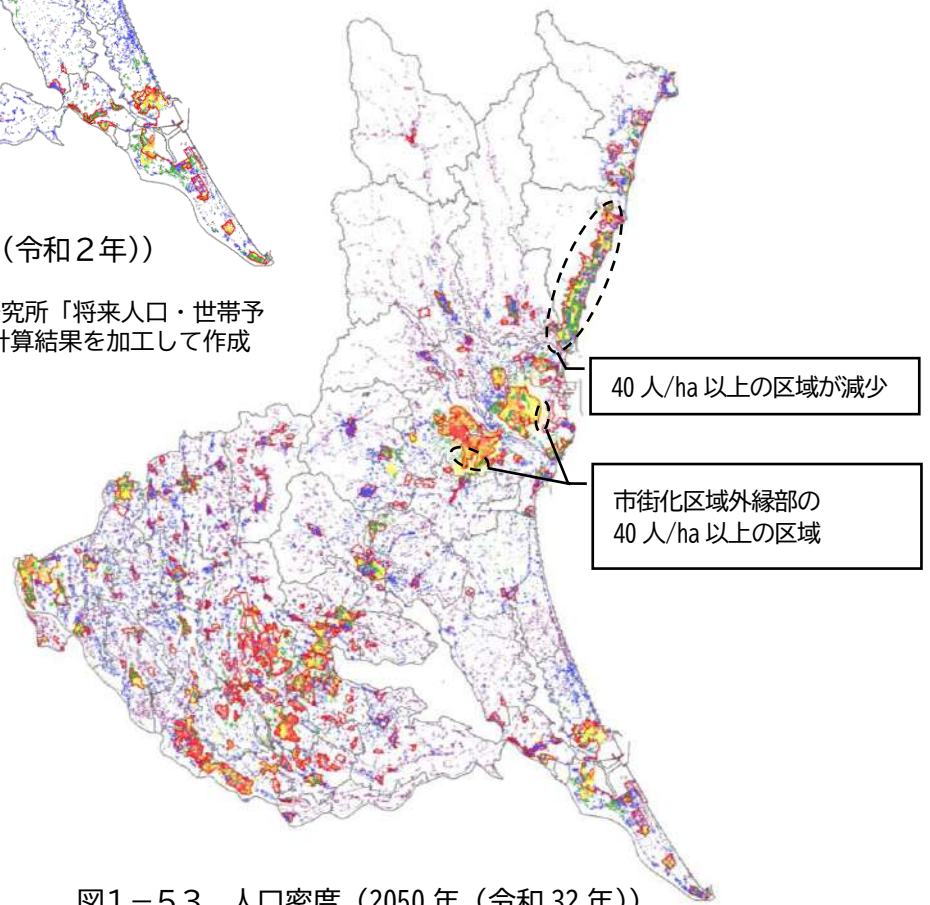 （令和２年））
究所「将来人口・世帯予
計算結果を加工して作成
40 人/ha 以上の区域が減少
市街化区域外縁部の
40 人/ha 以上の区域
図１－５３　人口密度（2050 年（令和 32 年））